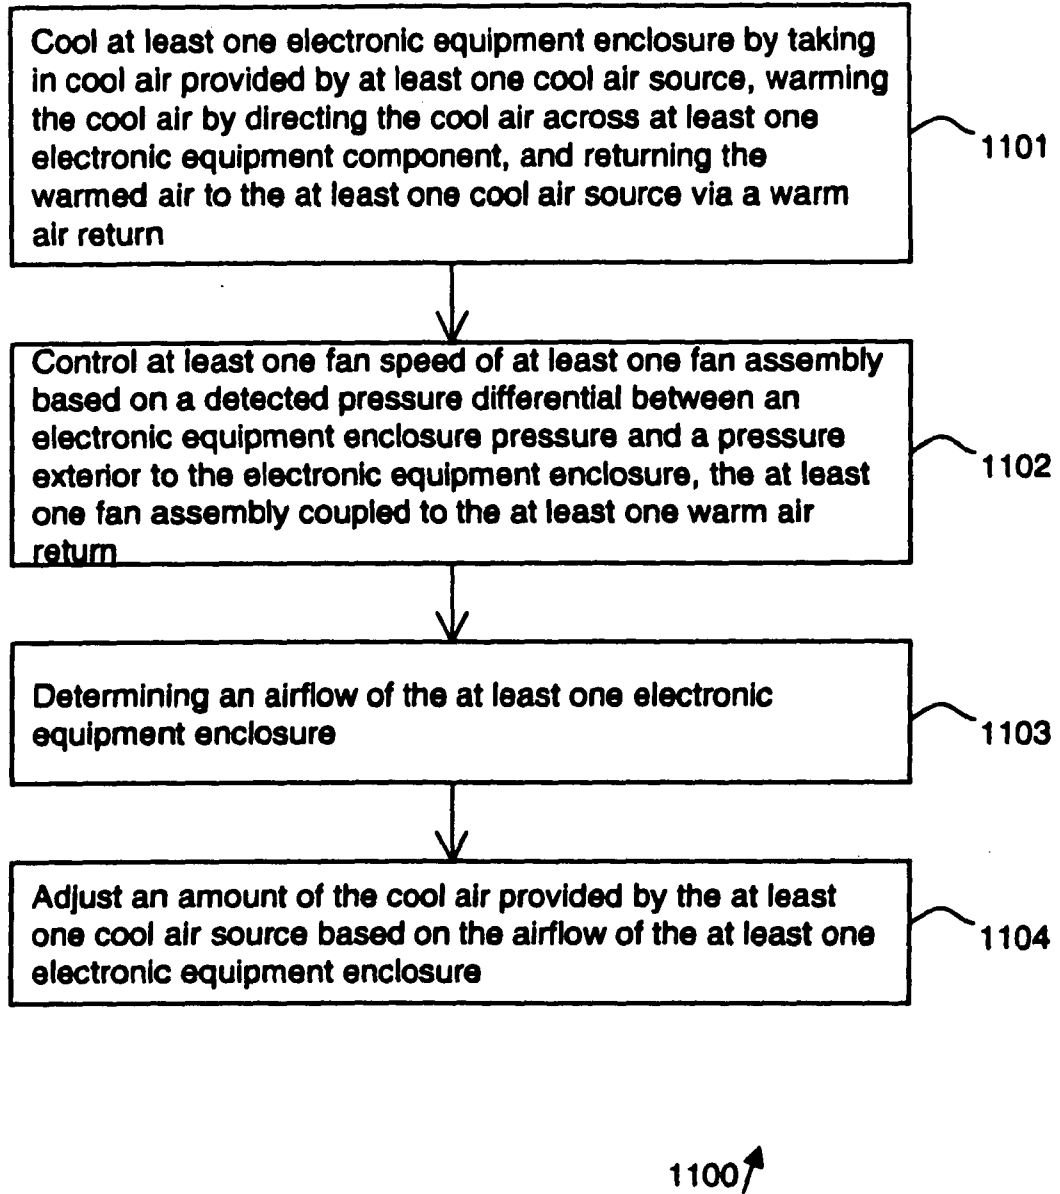 Cool at least one electronic equipment enclosure by taking
in cool air provided by at least one cool air source, warming
the cool air by directing the cool air across at least one
electronic equipment component, and returning the
warmed air to the at least one cool air source via a warm
air return
1101
Control at least one fan speed of at least one fan assembly
based on a detected pressure differential between an
electronic equipment enclosure pressure and a pressure
exterior to the electronic equipment enclosure, the at least
one fan assembly coupled to the at least one warm air
return
1102
Determining an airflow of the at least one electronic
equipment enclosure
1103
Adjust an amount of the cool air provided by the at least
one cool air source based on the airflow of the at least one
electronic equipment enclosure
1104
1100